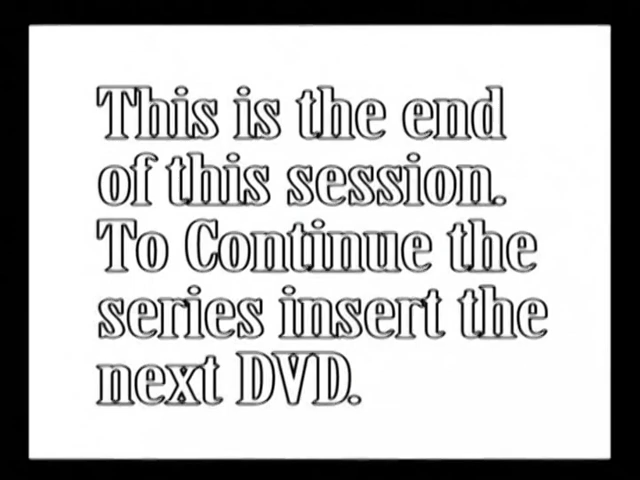 This is the end
of this session.
To Continue the
series insert the
next DVD.